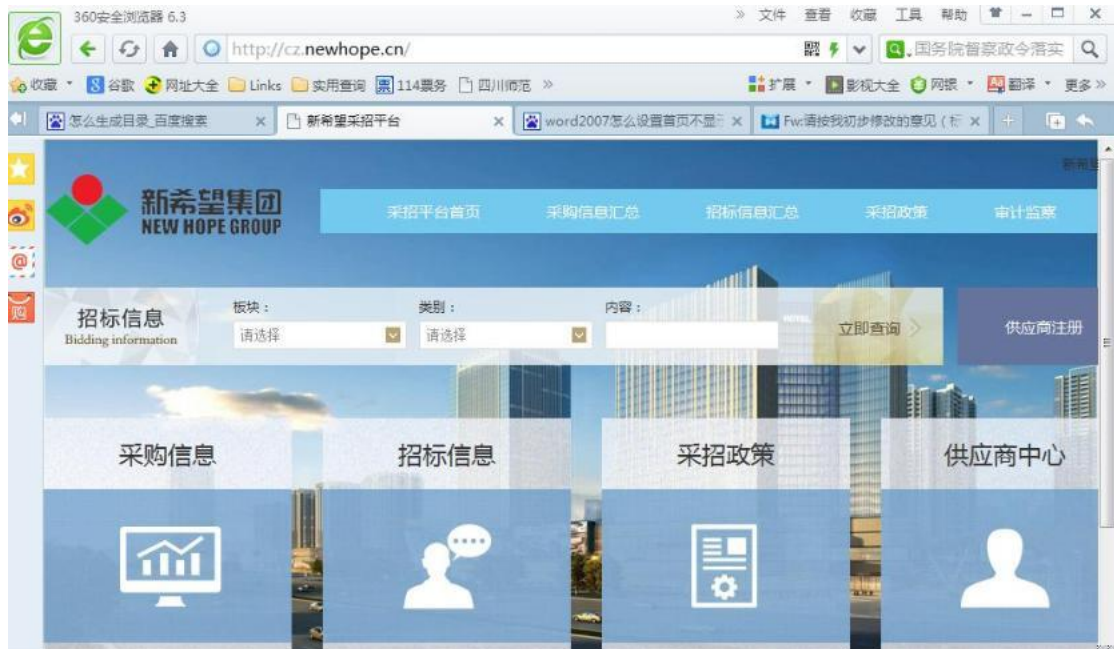 360安全浏览器 6.3
» 文件 查看 收藏 工具 帮助
http://cz.newhope.cn/
国务院督察政令落实
收藏 谷歌 网址大全 Links 实用查询 114票务 四川师范 »
扩展 影视大全 网银 翻译 更多 »
怎么生成目录_百度搜索
新希望采招平台
word2007怎么设置首页不显示
Fw:请按我初步修改的意见
新希望
新希望集团
NEW HOPE GROUP
采招平台首页 采购信息汇总 招标信息汇总 采招政策 审计监察
招标信息
Bidding information
板块：
请选择
类别：
请选择
内容：
立即查询
供应商注册
HOTEL
采购信息
招标信息
采招政策
供应商中心
@
购